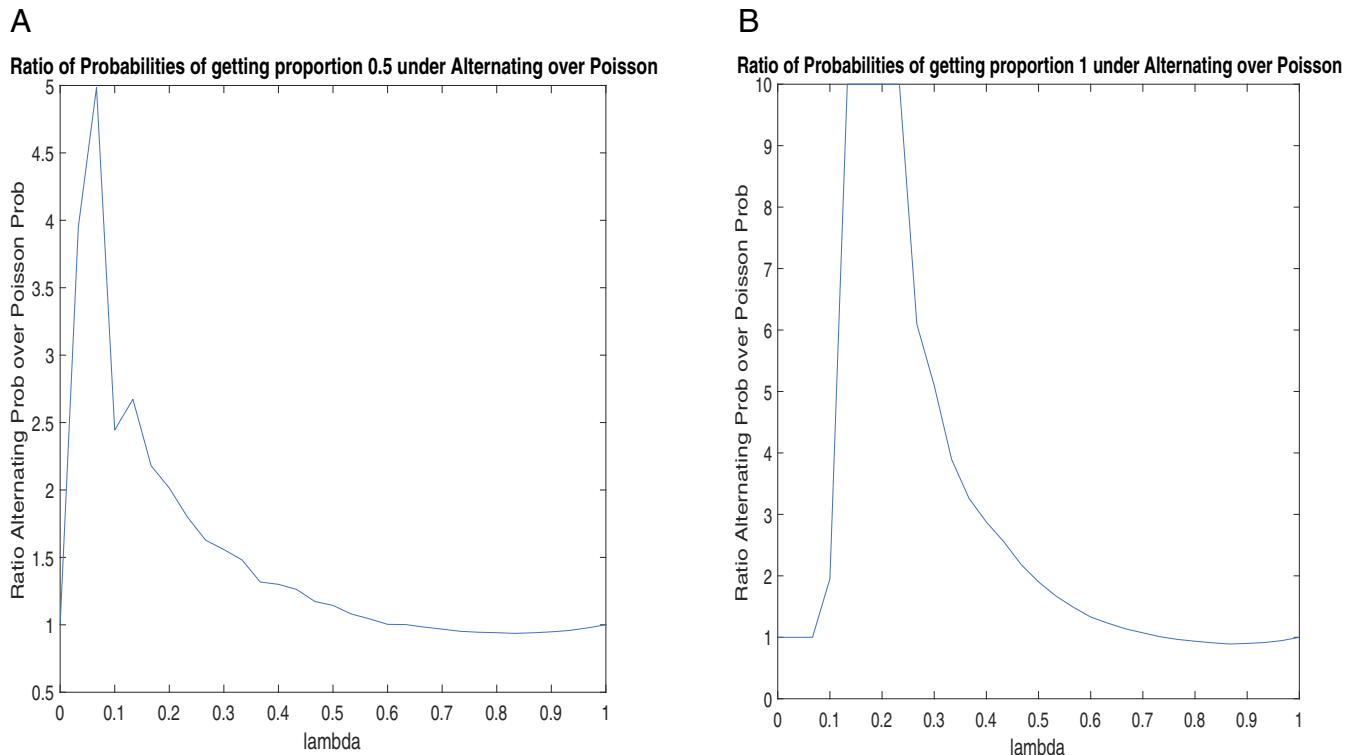 A
Ratio of Probabilities of getting proportion 0.5 under Alternating over Poisson
Ratio Alternating Prob over Poisson Prob
5
4.5
4
3.5
3
2.5
2
1.5
1
0.5
0 0.1 0.2 0.3 0.4 0.5 0.6 0.7 0.8 0.9 1
lambda
B
Ratio of Probabilities of getting proportion 1 under Alternating over Poisson
Ratio Alternating Prob over Poisson Prob
10
9
8
7
6
5
4
3
2
1
0
0 0.1 0.2 0.3 0.4 0.5 0.6 0.7 0.8 0.9 1
lambda